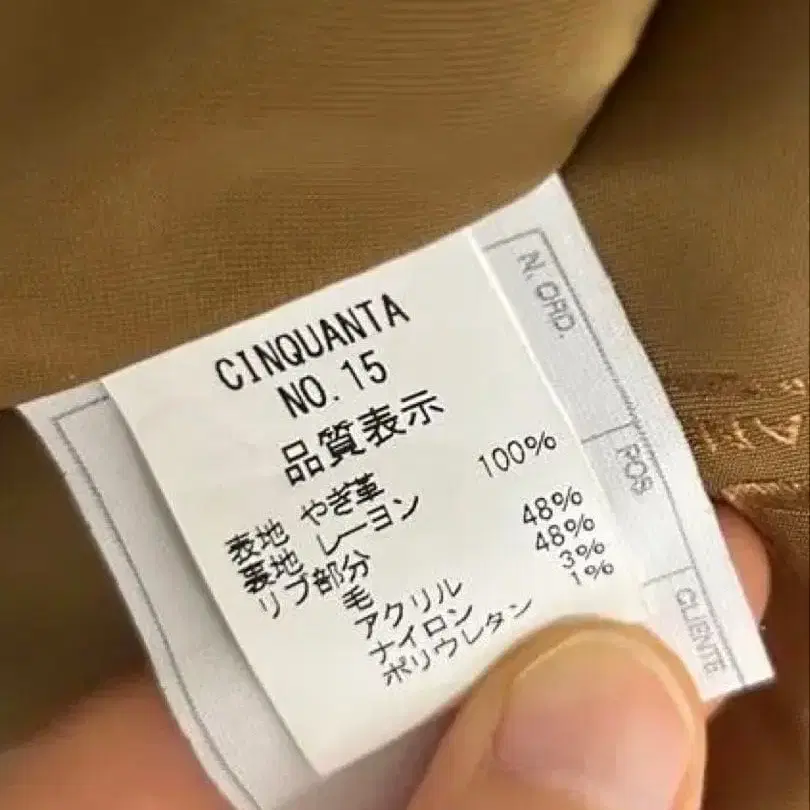 CINQUANTA
NO.15
品質表示
表地 やぎ革
裏地 レーヨン 100%
リブ部分
毛 48%
アクリル 48%
ナイロン 3%
ポリウレタン 1%
N. ORD.
POS.
CLIENTE